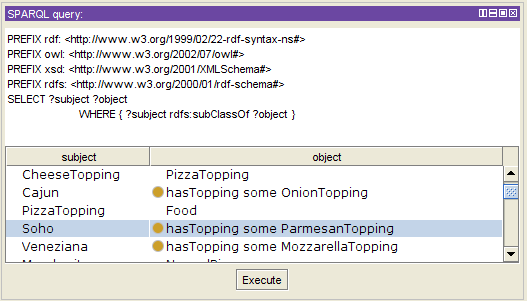 SPARQL query:
PREFIX rdf: <http://www.w3.org/1999/02/22-rdf-syntax-ns#>
PREFIX owl: <http://www.w3.org/2002/07/owl#>
PREFIX xsd: <http://www.w3.org/2001/XMLSchema#>
PREFIX rdfs: <http://www.w3.org/2000/01/rdf-schema#>
SELECT ?subject ?object
WHERE { ?subject rdfs:subClassOf ?object }
subject object
CheeseTopping PizzaTopping
Cajun hasTopping some OnionTopping
PizzaTopping Food
Soho hasTopping some ParmesanTopping
Veneziana hasTopping some MozzarellaTopping
Execute